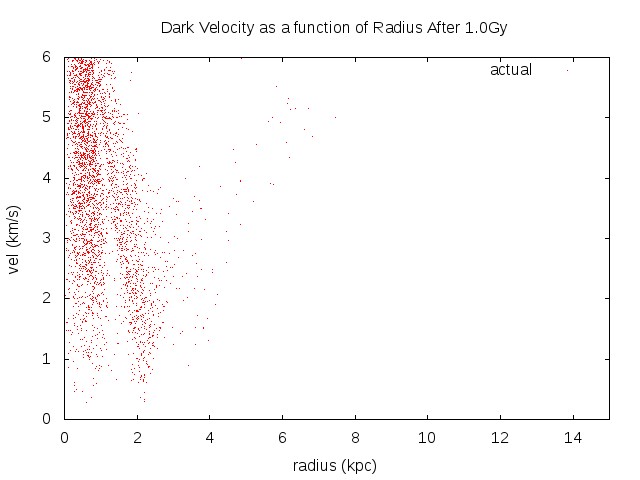 Dark Velocity as a function of Radius After 1.0Gy
actual
6
5
4
3
2
1
0
vel (km/s)
0 2 4 6 8 10 12 14
radius (kpc)